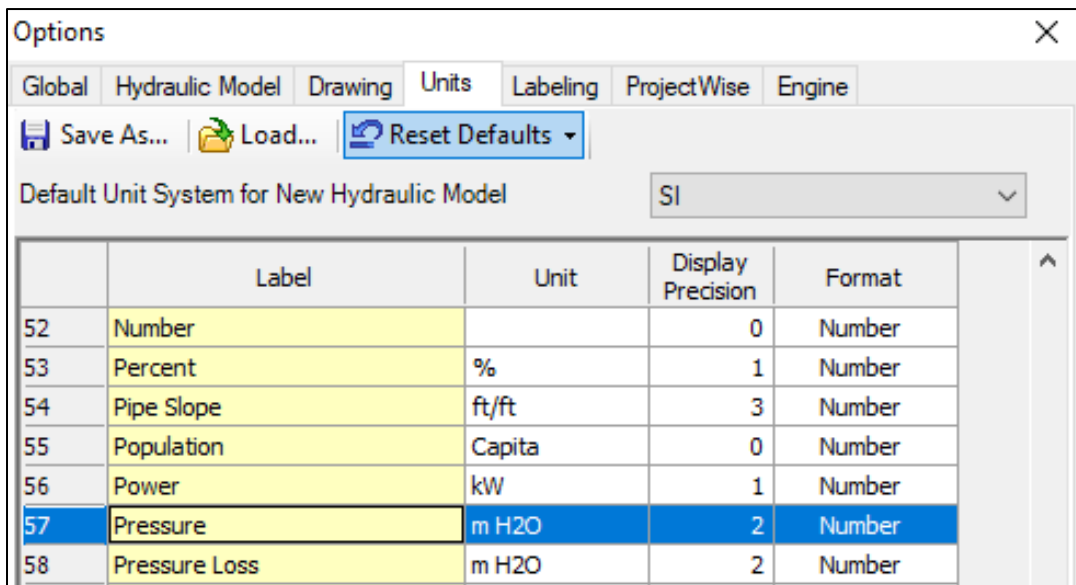 Options
Global Hydraulic Model Drawing Units Labeling ProjectWise Engine
Save As... Load... Reset Defaults
Default Unit System for New Hydraulic Model SI
Label Unit Display Precision Format
52 Number 0 Number
53 Percent % 1 Number
54 Pipe Slope ft/ft 3 Number
55 Population Capita 0 Number
56 Power kW 1 Number
57 Pressure m H2O 2 Number
58 Pressure Loss m H2O 2 Number